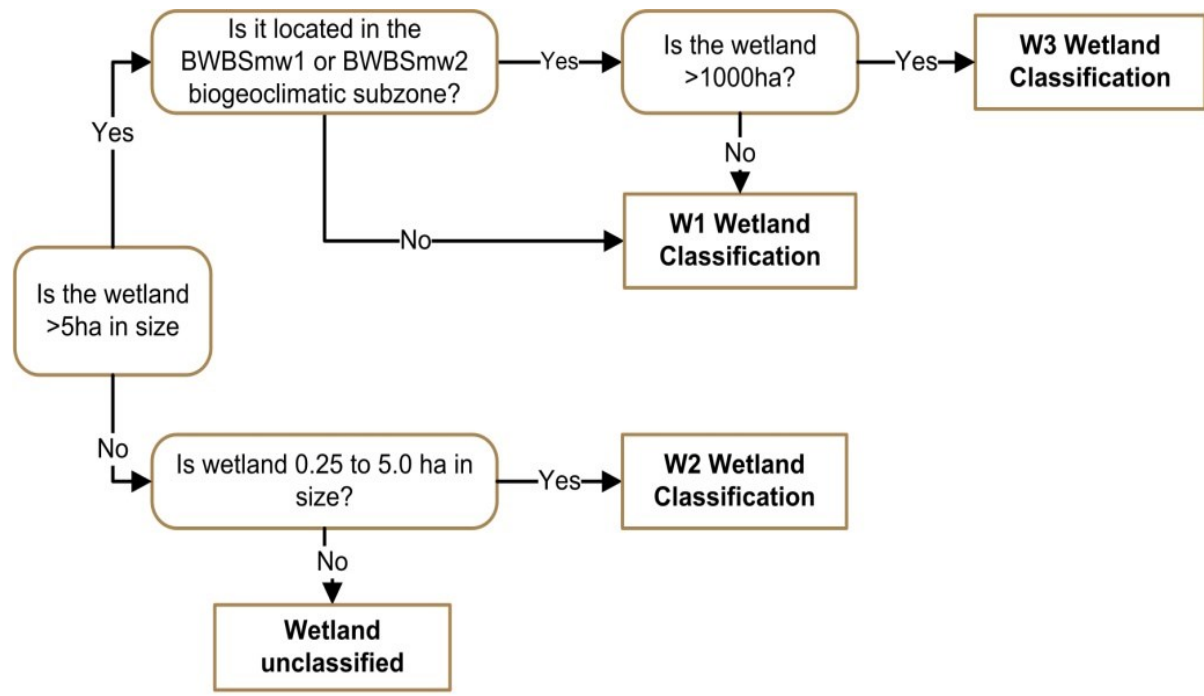 Is it located in the
BWBSmw1 or BWBSmw2
biogeoclimatic subzone?
Yes
Is the wetland
>1000ha?
Yes
W3 Wetland
Classification
Yes
No
W1 Wetland
Classification
No
Is the wetland
>5ha in size
No
Is wetland 0.25 to 5.0 ha in
size?
Yes
W2 Wetland
Classification
No
Wetland
unclassified